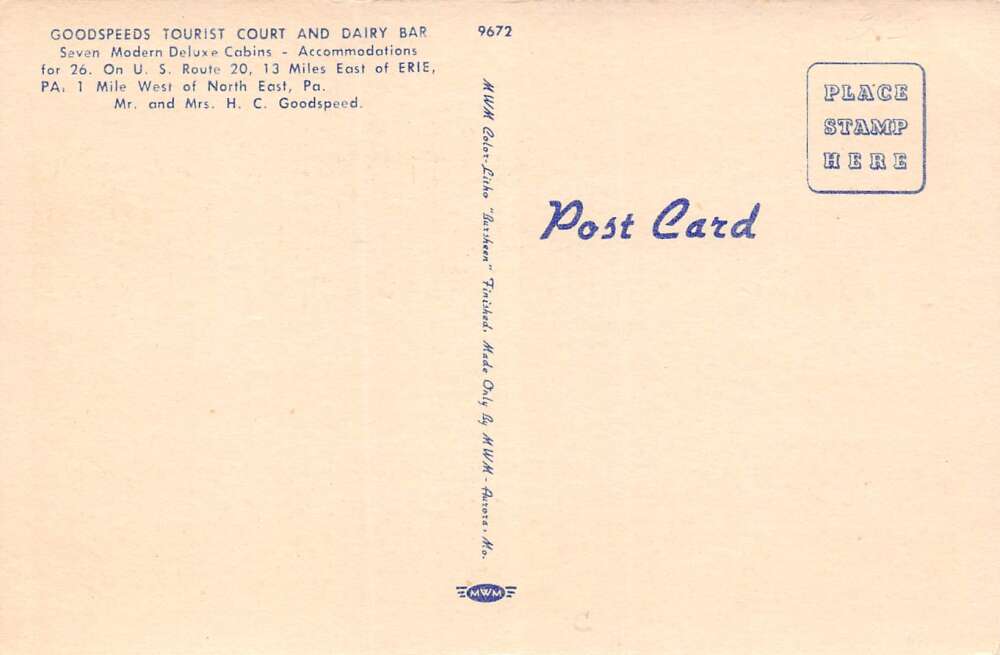 GOODSPEEDS TOURIST COURT AND DAIRY BAR
Seven Modern Deluxe Cabins - Accommodations
for 26. On U. S. Route 20, 13 Miles East of ERIE,
PA, 1 Mile West of North East, Pa.
Mr. and Mrs. H. C. Goodspeed.
9672
MWM Color-Litho "Bursheen" Finished, Made Only By MWM - Aurora, Mo.
MWM
Post Card
PLACE
STAMP
HERE